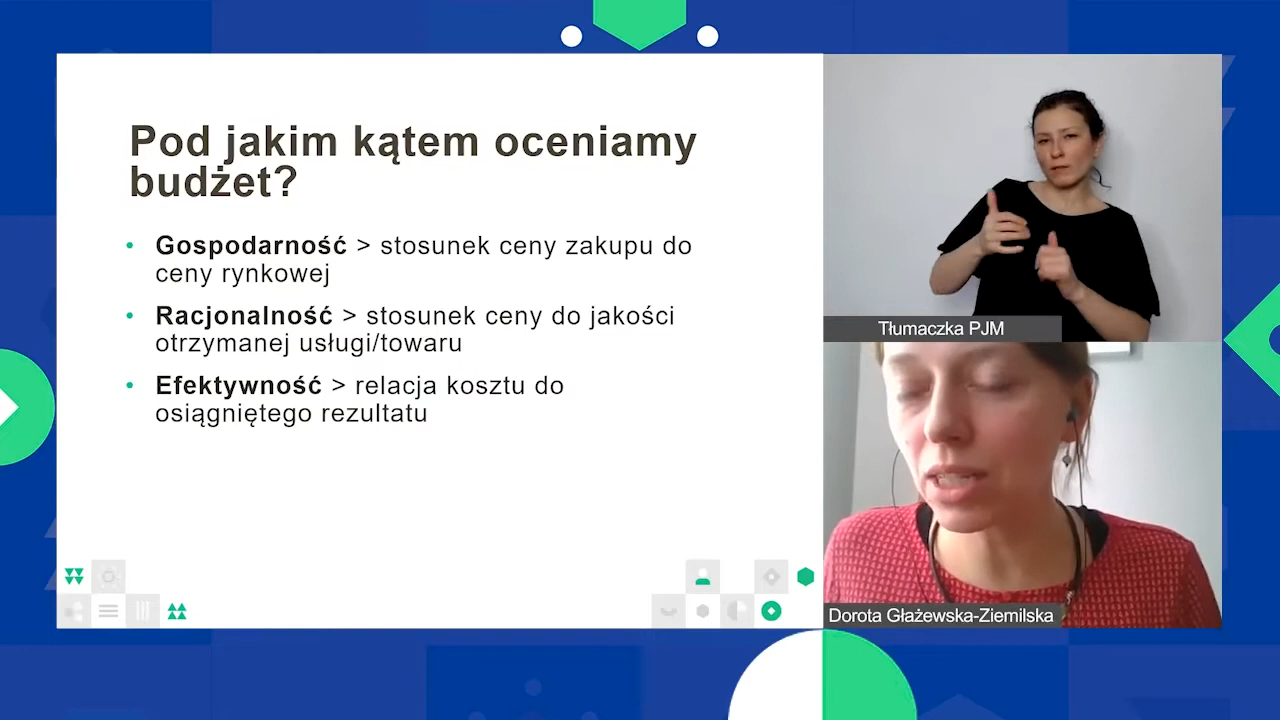 Pod jakim kątem oceniamy
budżet?
• Gospodarność > stosunek ceny zakupu do
ceny rynkowej
• Racjonalność > stosunek ceny do jakości
otrzymanej usługi/towaru
• Efektywność > relacja kosztu do
osiągniętego rezultatu
Tłumaczka PJM
Dorota Głażewska-Ziemilska